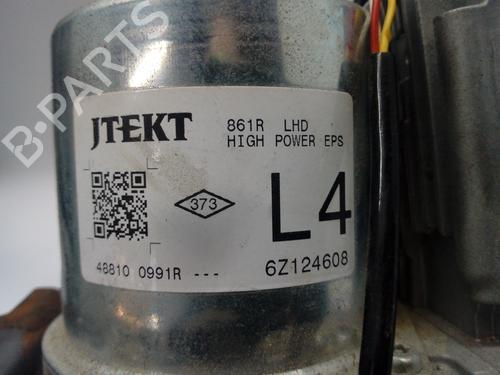 B-PARTS
JTEKT
861R LHD
HIGH POWER EPS
373
L4
48810 0991R ---
6Z124608